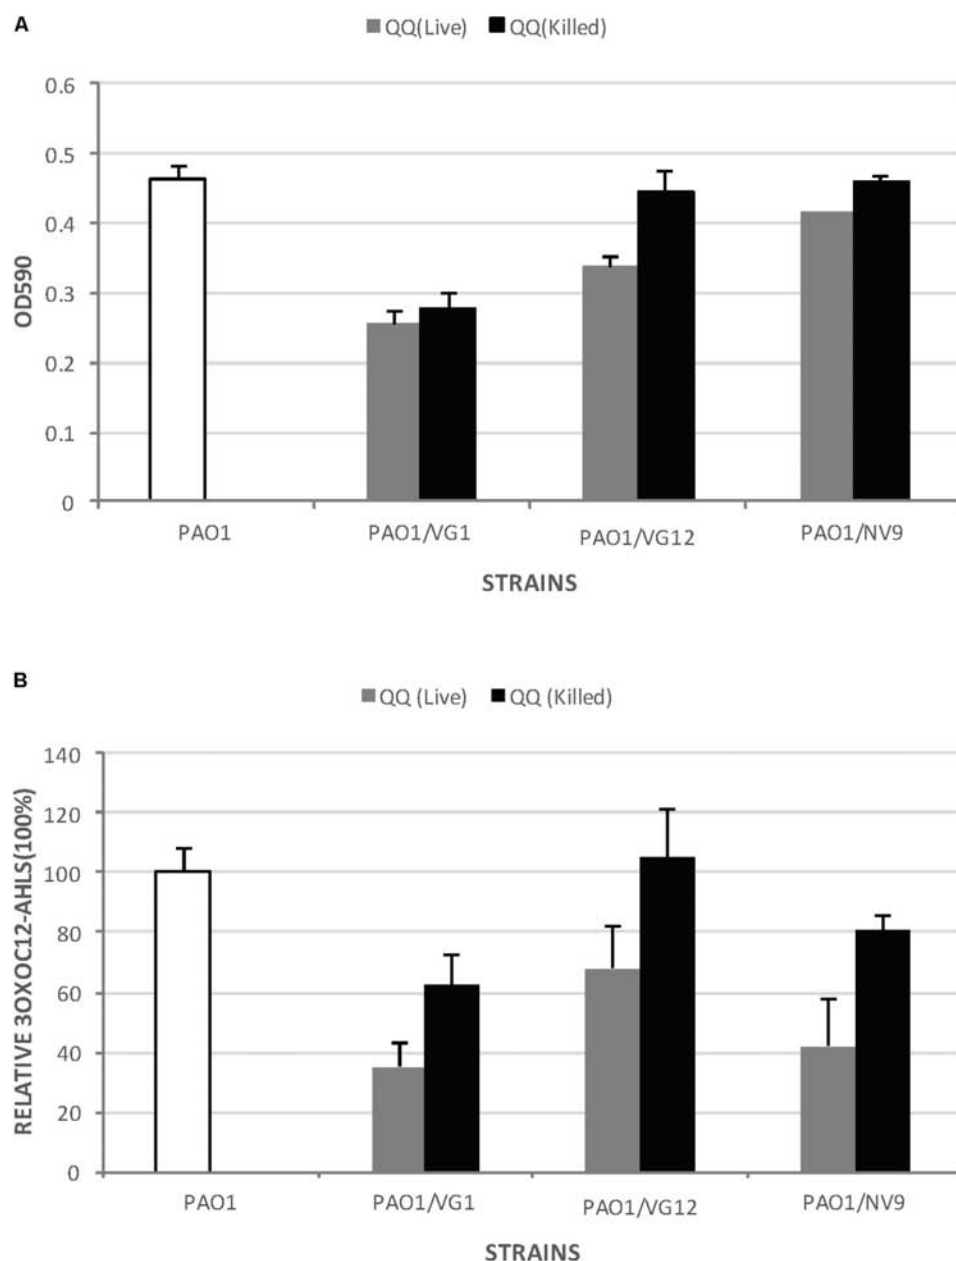 A
QQ(Live) QQ(Killed)
0.6
0.5
0.4
0.3
0.2
0.1
0
OD590
PAO1 PAO1/VG1 PAO1/VG12 PAO1/NV9
STRAINS
B
QQ (Live) QQ (Killed)
140
120
100
80
60
40
20
0
RELATIVE 3OXOC12-AHLS(100%)
PAO1 PAO1/VG1 PAO1/VG12 PAO1/NV9
STRAINS